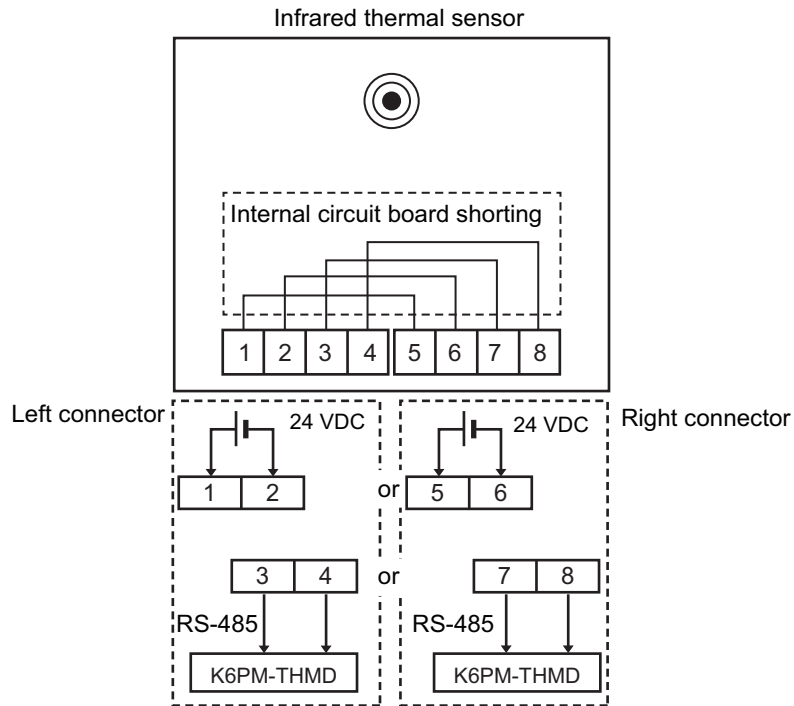 Infrared thermal sensor
Internal circuit board shorting
1 2 3 4 5 6 7 8
Left connector
24 VDC
24 VDC
Right connector
1 2 or 5 6
3 4 or 7 8
RS-485
RS-485
K6PM-THMD
K6PM-THMD